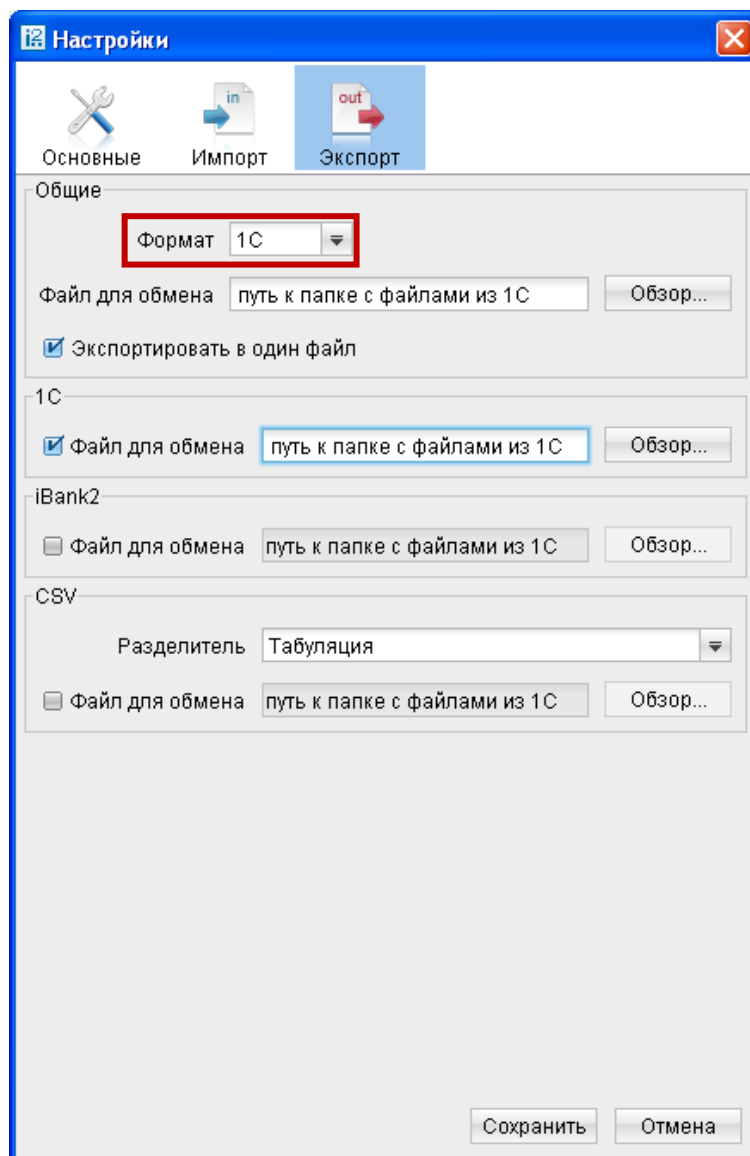 Настройки
in
out
Основные Импорт Экспорт
Общие
Формат 1С
Файл для обмена путь к папке с файлами из 1С Обзор...
Экспортировать в один файл
1С
Файл для обмена путь к папке с файлами из 1С Обзор...
iBank2
Файл для обмена путь к папке с файлами из 1С Обзор...
CSV
Разделитель Табуляция
Файл для обмена путь к папке с файлами из 1С Обзор...
Сохранить Отмена